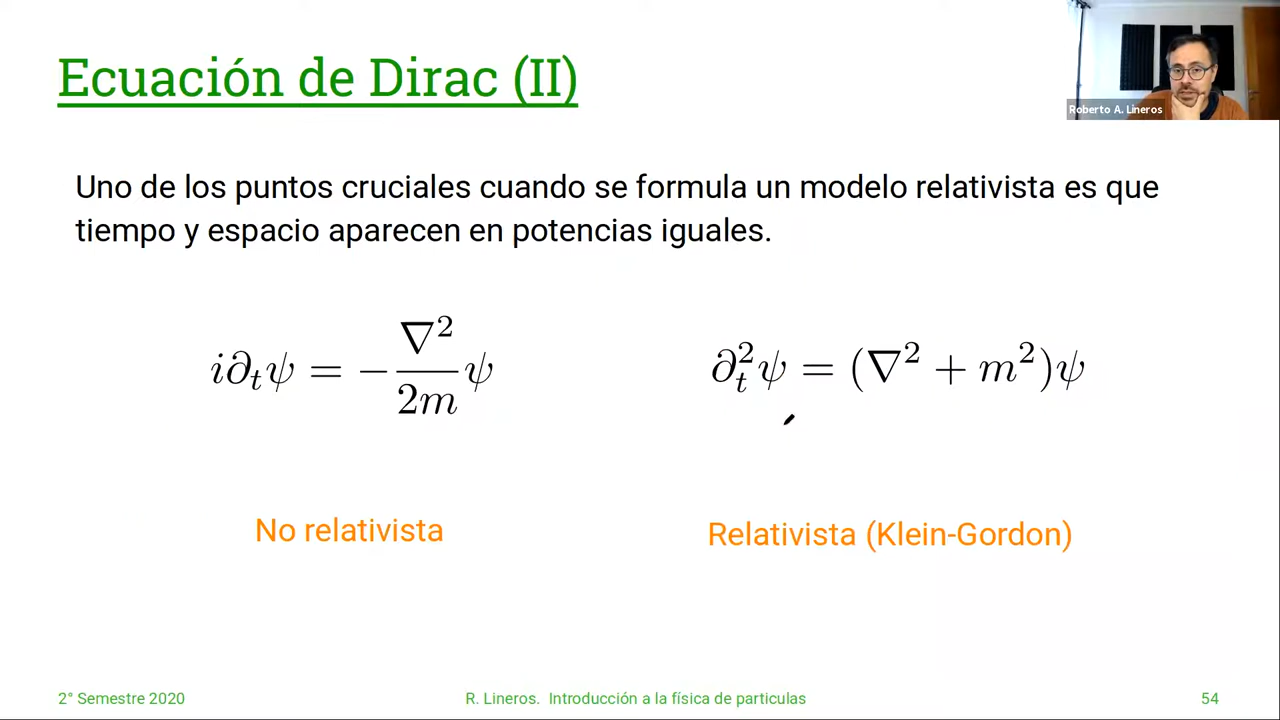 Ecuación de Dirac (II)
Roberto A. Lineros
Uno de los puntos cruciales cuando se formula un modelo relativista es que
tiempo y espacio aparecen en potencias iguales.
i∂ₜψ = −∇²/2m ψ
∂ₜ²ψ = (∇² + m²)ψ
No relativista
Relativista (Klein-Gordon)
2° Semestre 2020
R. Lineros. Introducción a la física de particulas
54